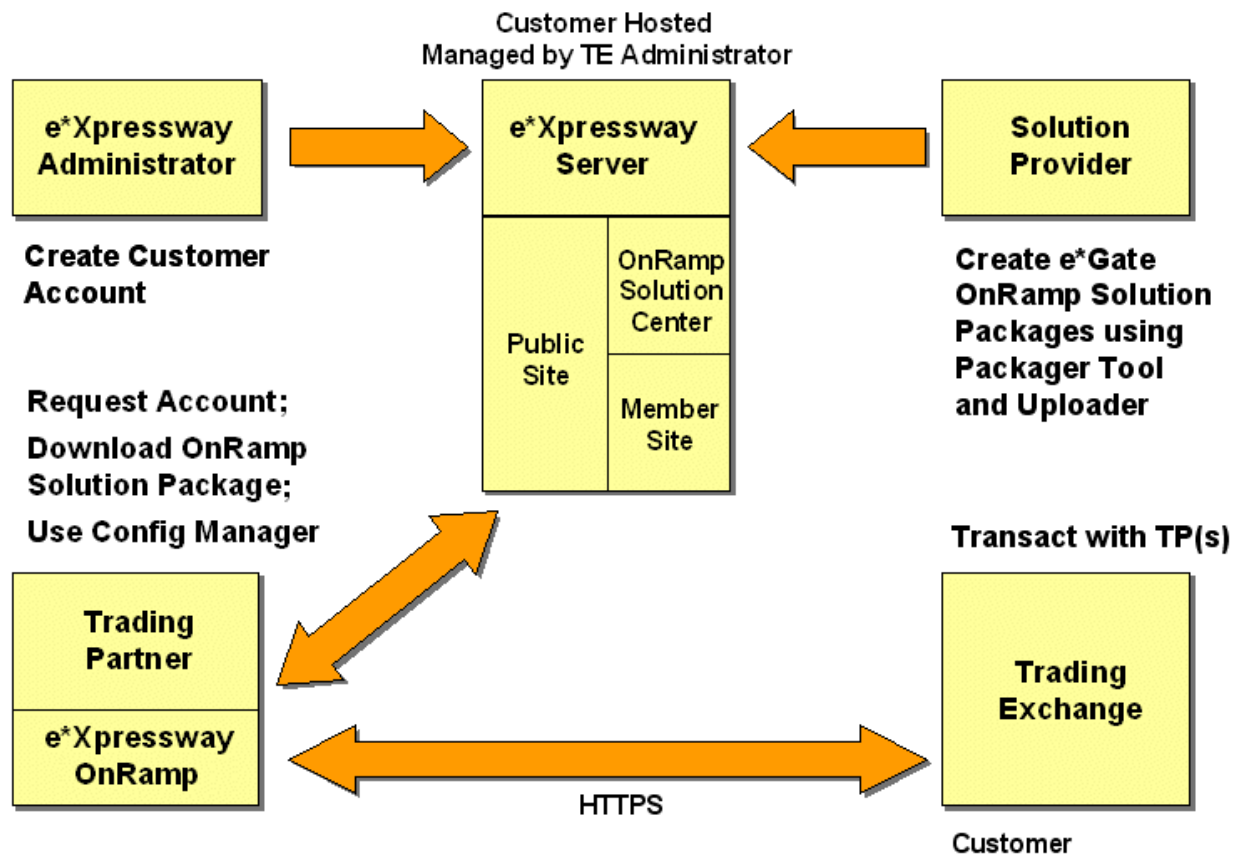 Customer Hosted
Managed by TE Administrator
e*Xpressway
Administrator
e*Xpressway
Server
Solution
Provider
Create Customer
Account
Public
Site
OnRamp
Solution
Center
Member
Site
Create e*Gate
OnRamp Solution
Packages using
Packager Tool
and Uploader
Request Account;
Download OnRamp
Solution Package;
Use Config Manager
Transact with TP(s)
Trading
Partner
e*Xpressway
OnRamp
HTTPS
Trading
Exchange
Customer